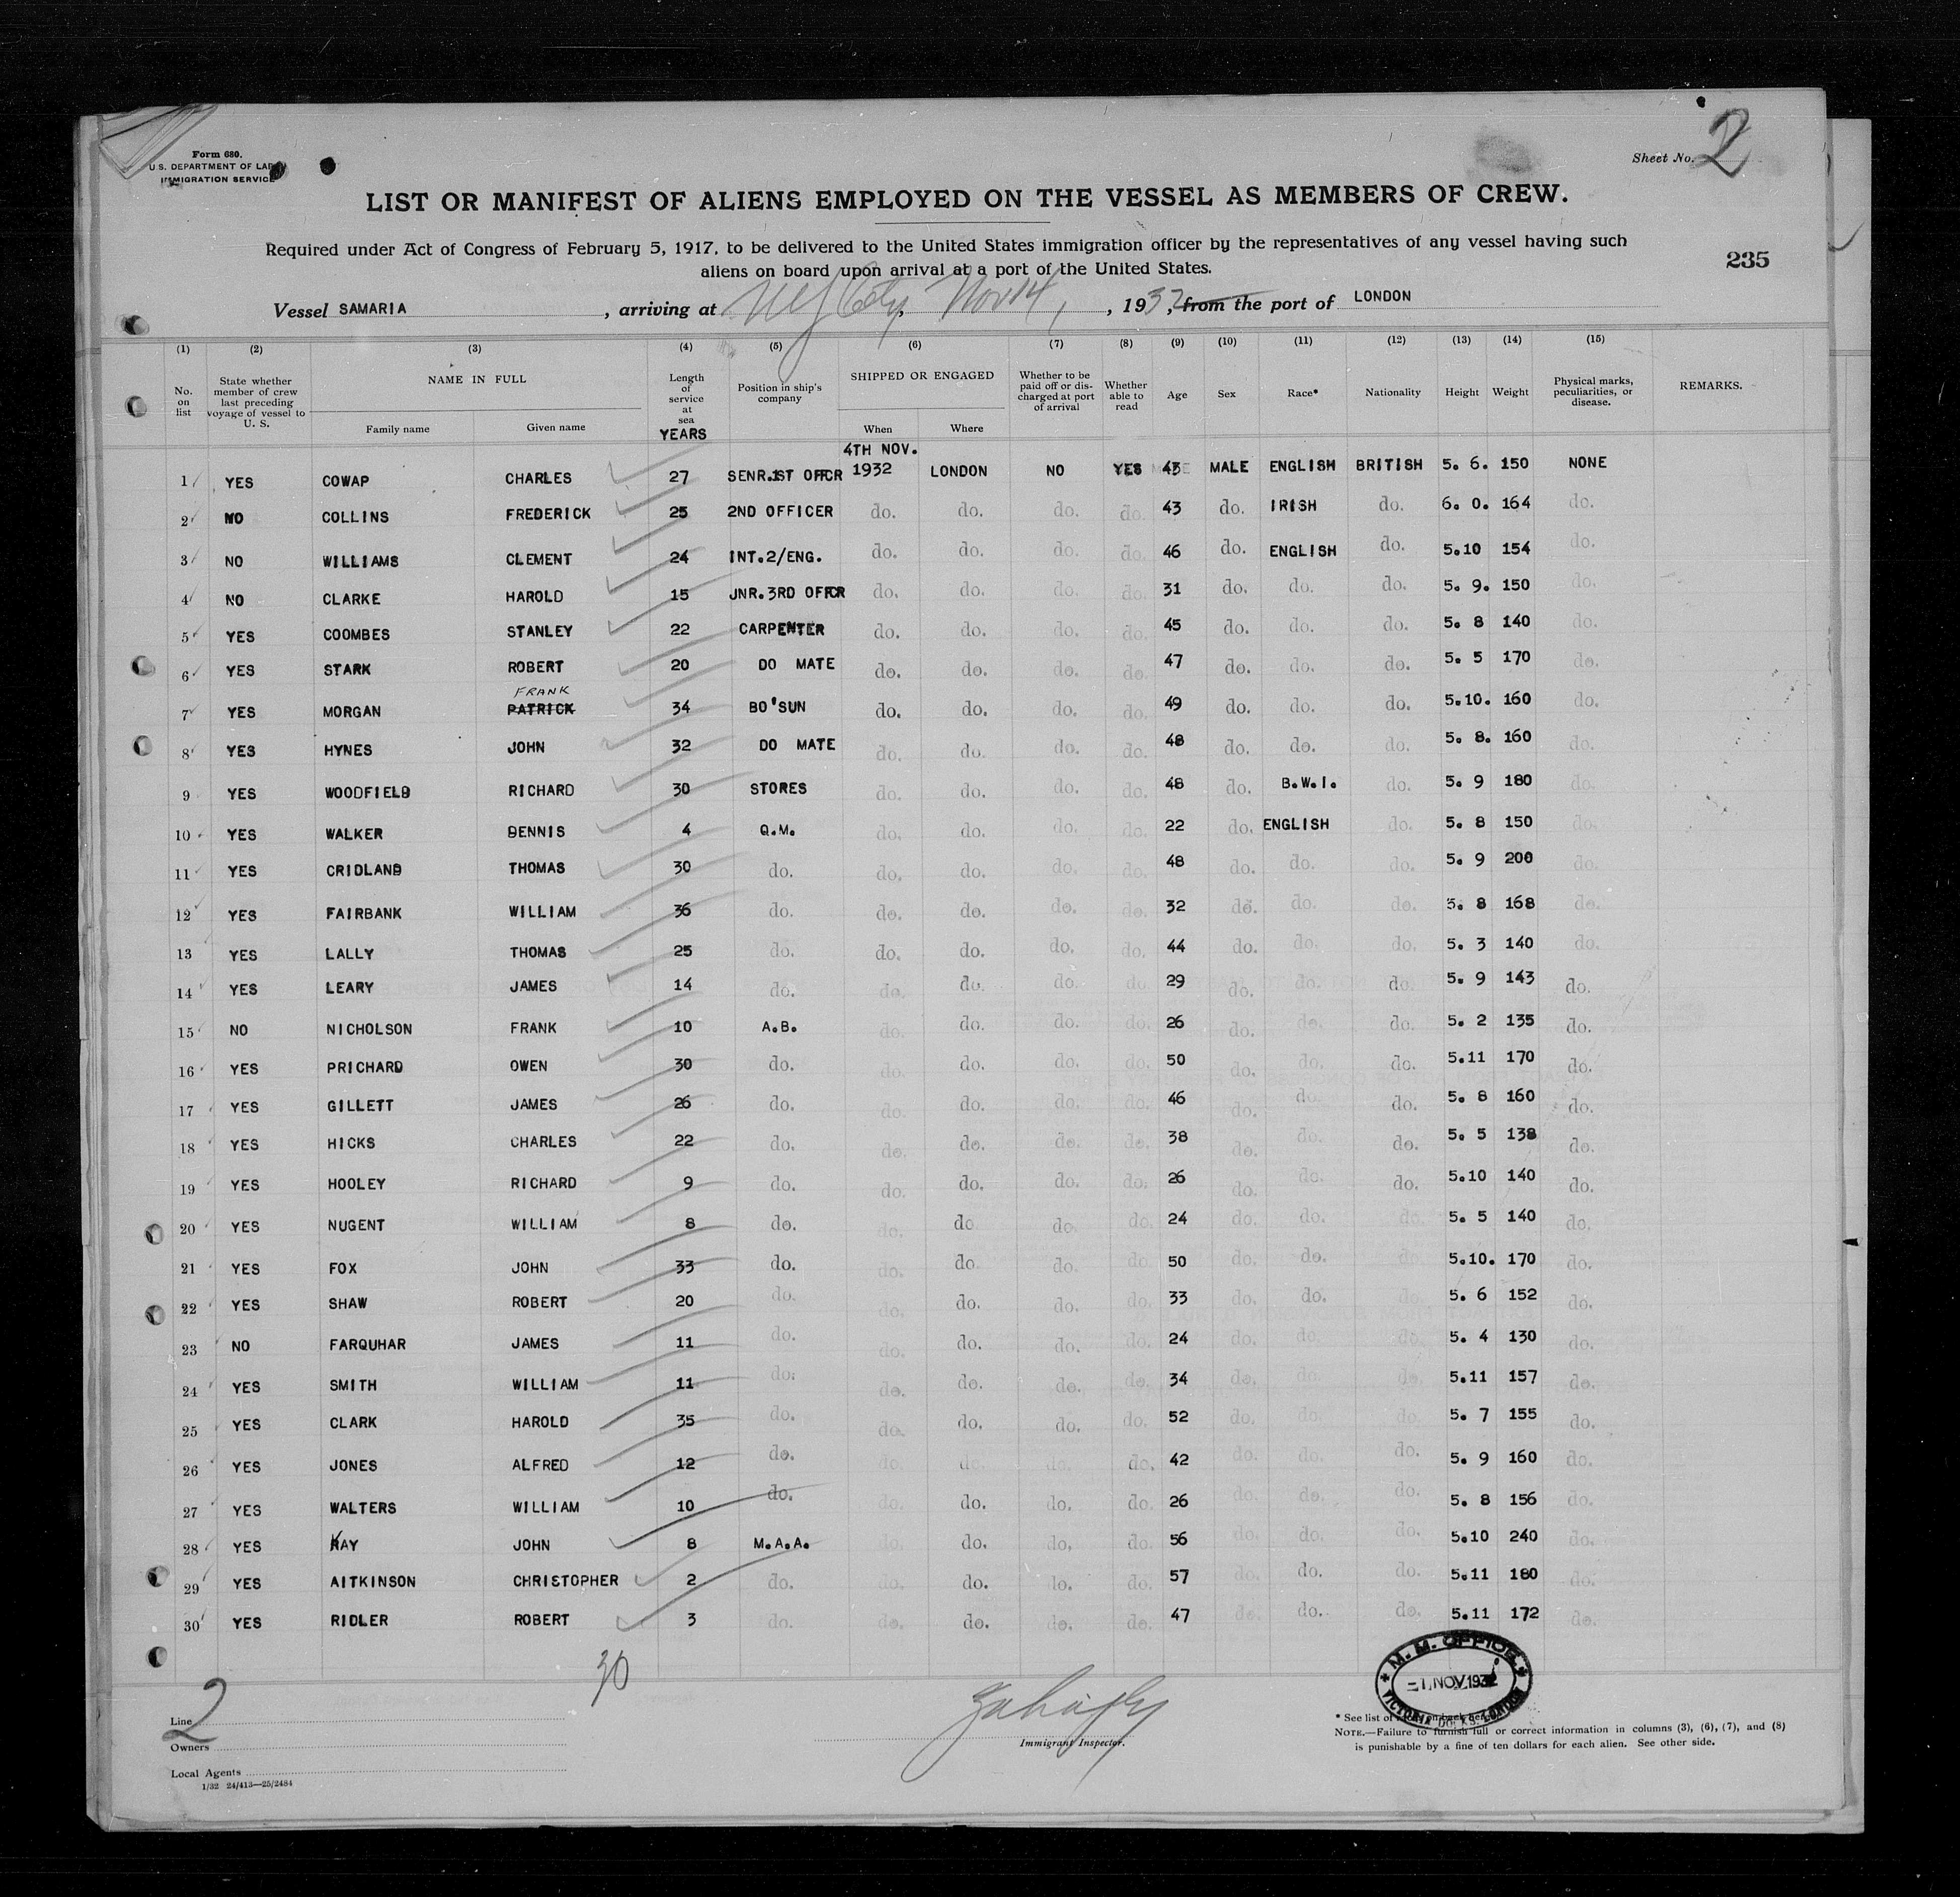 Form 680.
U.S. DEPARTMENT OF LABOR
IMMIGRATION SERVICE
Sheet No. 2
LIST OR MANIFEST OF ALIENS EMPLOYED ON THE VESSEL AS MEMBERS OF CREW.
Required under Act of Congress of February 5, 1917, to be delivered to the United States immigration officer by the representatives of any vessel having such
aliens on board upon arrival at a port of the United States.
235
Vessel SAMARIA, arriving at NY City, Nov 14, 1932, from the port of LONDON
(1) (2) (3) (4) (5) (6) (7) (8) (9) (10) (11) (12) (13) (14) (15)
No. on list State whether member of crew last preceding voyage of vessel to U. S. NAME IN FULL Family name Given name Length of service at sea YEARS Position in ship's company SHIPPED OR ENGAGED When Where Whether to be paid off or discharged at port of arrival Whether able to read Age Sex Race* Nationality Height Weight Physical marks, peculiarities, or disease. REMARKS.
1 YES COWAP CHARLES 27 SENR.1ST OFFCR 4TH NOV. 1932 LONDON NO YES 43 MALE ENGLISH BRITISH 5. 6. 150 NONE
2 NO COLLINS FREDERICK 25 2ND OFFICER do. do. do. do. 43 do. IRISH do. 6. 0. 164 do.
3 NO WILLIAMS CLEMENT 24 INT.2/ENG. do. do. do. do. 46 do. ENGLISH do. 5.10 154 do.
4 NO CLARKE HAROLD 15 JNR.3RD OFFCR do. do. do. do. 31 do. do. do. 5. 9. 150 do.
5 YES COOMBES STANLEY 22 CARPENTER do. do. do. do. 45 do. do. do. 5. 8 140 do.
6 YES STARK ROBERT 20 DO MATE do. do. do. do. 47 do. do. do. 5. 5 170 do.
FRANK
7 YES MORGAN PATRICK 34 BO'SUN do. do. do. do. 49 do. do. do. 5.10. 160 do.
8 YES HYNES JOHN 32 DO MATE do. do. do. do. 48 do. do. do. 5. 8. 160 do.
9 YES WOODFIELD RICHARD 30 STORES do. do. do. do. 48 do. B.W.I. do. 5. 9 180 do.
10 YES WALKER DENNIS 4 Q.M. do. do. do. do. 22 do. ENGLISH do. 5. 8 150 do.
11 YES CRIDLAND THOMAS 30 do. do. do. do. do. 48 do. do. do. 5. 9 200 do.
12 YES FAIRBANK WILLIAM 36 do. do. do. do. do. 32 do. do. do. 5. 8 168 do.
13 YES LALLY THOMAS 25 do. do. do. do. do. 44 do. do. do. 5. 3 140 do.
14 YES LEARY JAMES 14 do. do. do. do. do. 29 do. do. do. 5. 9 143 do.
15 NO NICHOLSON FRANK 10 A.B. do. do. do. do. 26 do. do. do. 5. 2 135 do.
16 YES PRICHARD OWEN 30 do. do. do. do. do. 50 do. do. do. 5.11 170 do.
17 YES GILLETT JAMES 26 do. do. do. do. do. 46 do. do. do. 5. 8 160 do.
18 YES HICKS CHARLES 22 do. do. do. do. do. 38 do. do. do. 5. 5 138 do.
19 YES HOOLEY RICHARD 9 do. do. do. do. do. 26 do. do. do. 5.10 140 do.
20 YES NUGENT WILLIAM 8 do. do. do do. do. 24 do. do. do. 5. 5 140 do.
21 YES FOX JOHN 33 do. do. do do. do. 50 do. do. do. 5.10. 170 do.
22 YES SHAW ROBERT 20 do. do. do. do. do. 33 do. do. do. 5. 6 152 do.
23 NO FARQUHAR JAMES 11 do. do. do. do. do. 24 do. do do. 5. 4 130 do.
24 YES SMITH WILLIAM 11 do. do. do. do. do. 34 do. do. do. 5.11 157 do.
25 YES CLARK HAROLD 35 do. do. do. do. do. 52 do. do. do. 5. 7 155 do.
26 YES JONES ALFRED 12 do. do. do. do. do. 42 do. do. do. 5. 9 160 do.
27 YES WALTERS WILLIAM 10 do. do. do. do. do. 26 do. do. do. 5. 8 156 do.
28 YES KAY JOHN 8 M.A.A. do. do. do. do. 56 do. do. do. 5.10 240 do.
29 YES AITKINSON CHRISTOPHER 2 do. do. do. do. do. 57 do. do. do. 5.11 180 do.
30 YES RIDLER ROBERT 3 do. do. do. do. do. 47 do. do. do. 5.11 172 do.
30
M. M. OFFICE
NOV 1932
VICTORIA DOCKS, LONDON
2
Line
Owners
Local Agents
1/32 24/413—25/2484
Immigrant Inspector.
* See list of
NOTE.—Failure to furnish full or correct information in columns (3), (6), (7), and (8)
is punishable by a fine of ten dollars for each alien. See other side.